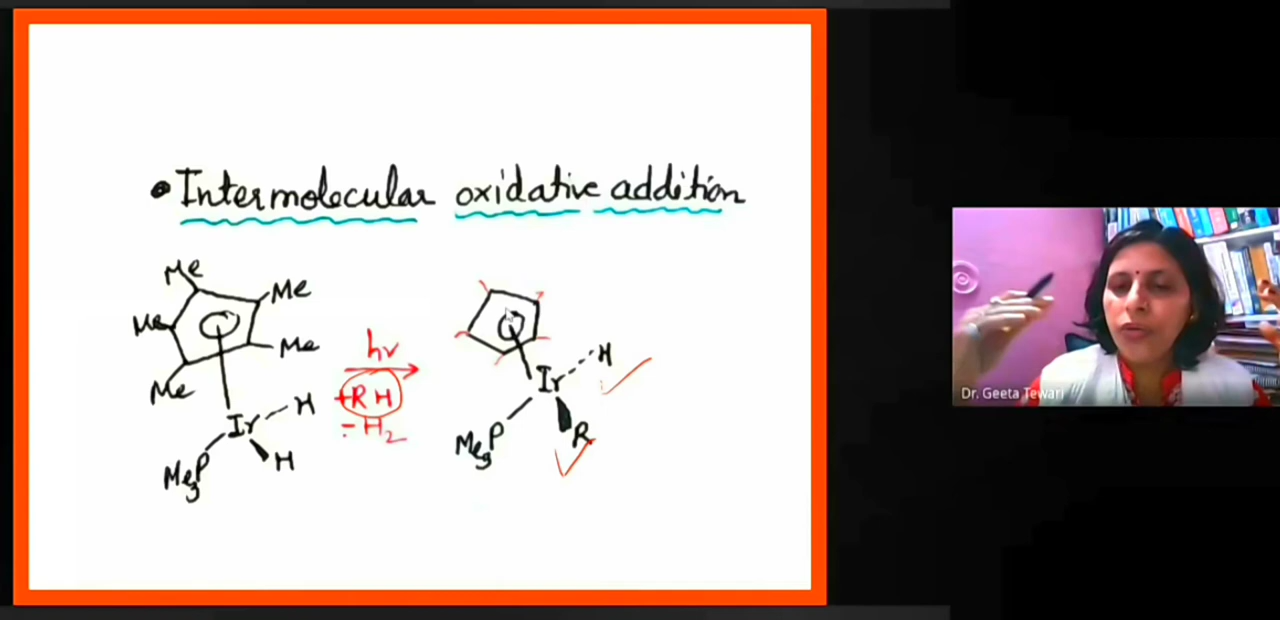 • Intermolecular oxidative addition
Me
Me
Me
Me
Me
Ir
H
H
Me3P
hν
+RH
- H2
Ir
H
R
Me3P
Dr. Geeta Tewari